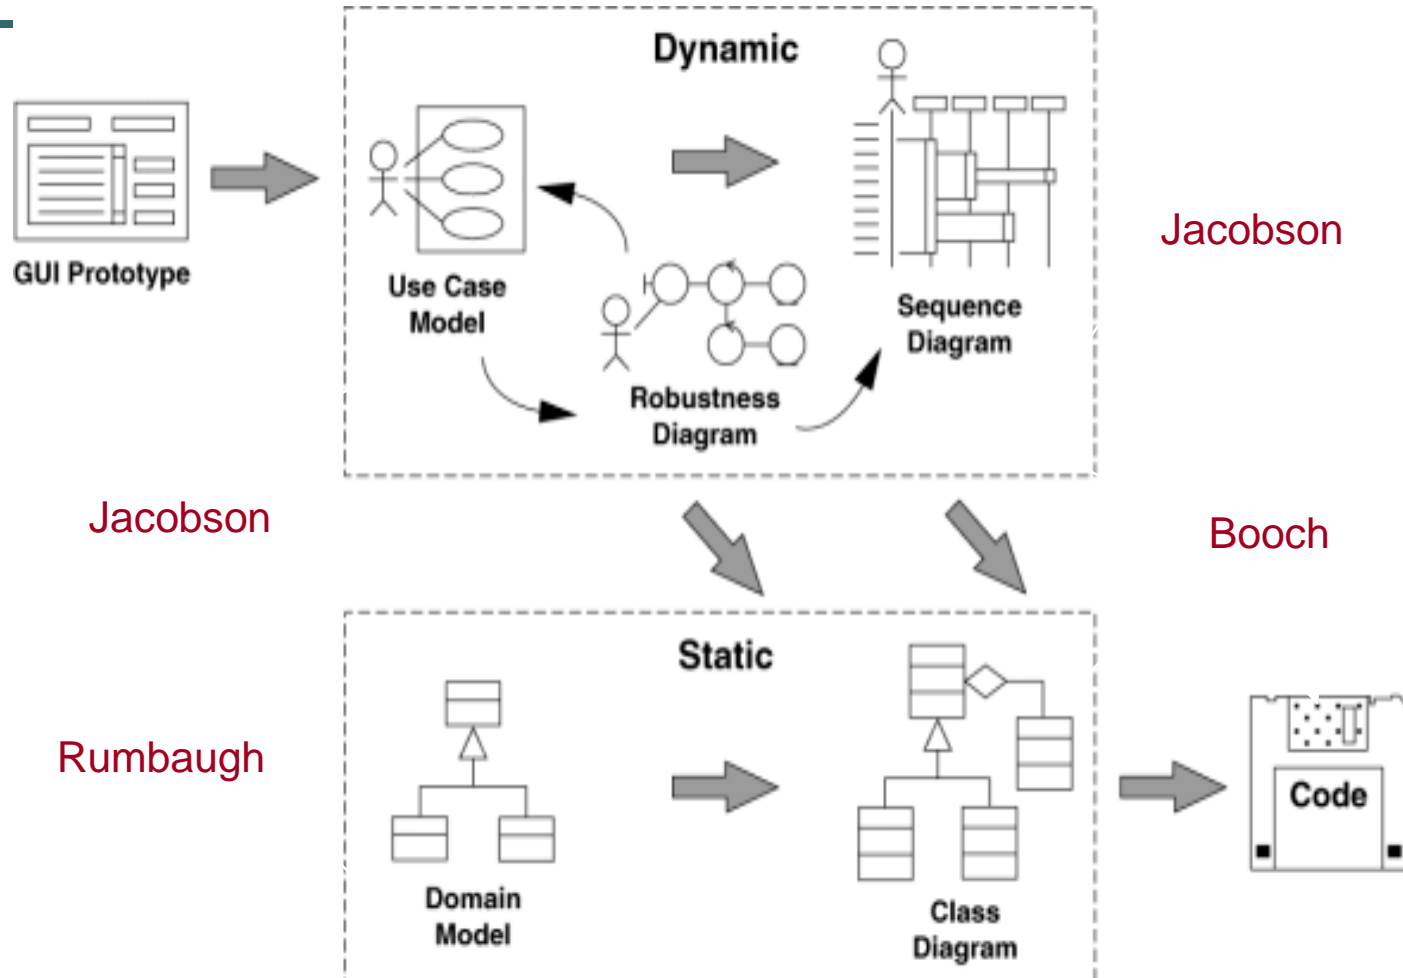 Dynamic
GUI Prototype
Use Case
Model
Robustness
Diagram
Sequence
Diagram
Jacobson
Jacobson
Booch
Static
Rumbaugh
Domain
Model
Class
Diagram
Code